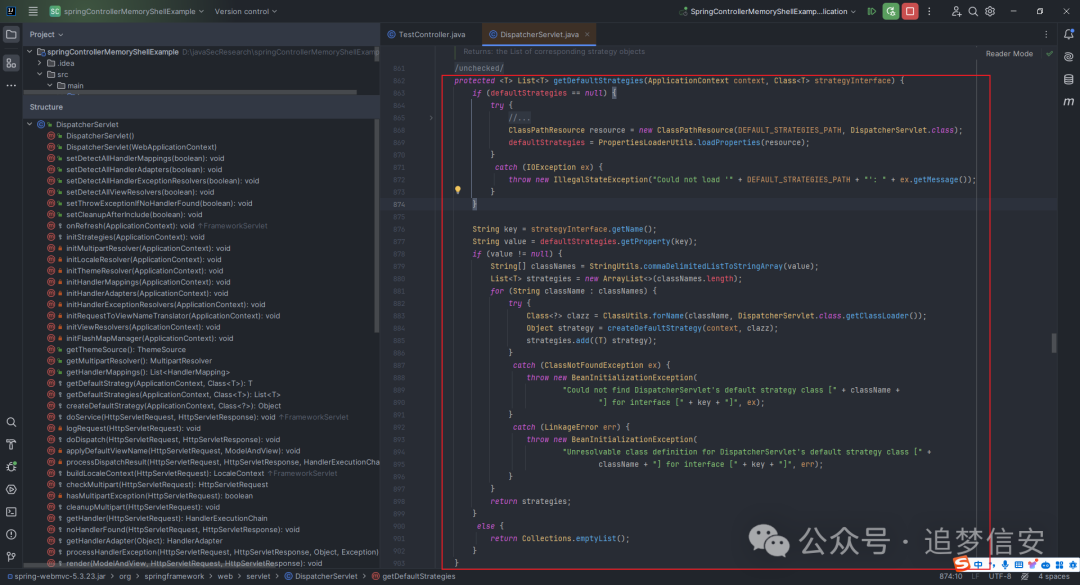 SC springControllerMemoryShellExample Version control SpringControllerMemoryShellExamp...lication
Project
springControllerMemoryShellExample D:\javaSecResearch\springControllerMemoryShellExamp
.idea
src
main
Structure
DispatcherServlet
DispatcherServlet()
DispatcherServlet(WebApplicationContext)
setDetectAllHandlerMappings(boolean): void
setDetectAllHandlerAdapters(boolean): void
setDetectAllHandlerExceptionResolvers(boolean): void
setDetectAllViewResolvers(boolean): void
setThrowExceptionIfNoHandlerFound(boolean): void
setCleanupAfterInclude(boolean): void
onRefresh(ApplicationContext): void ↑FrameworkServlet
initStrategies(ApplicationContext): void
initMultipartResolver(ApplicationContext): void
initLocaleResolver(ApplicationContext): void
initThemeResolver(ApplicationContext): void
initHandlerMappings(ApplicationContext): void
initHandlerAdapters(ApplicationContext): void
initHandlerExceptionResolvers(ApplicationContext): void
initRequestToViewNameTranslator(ApplicationContext): void
initViewResolvers(ApplicationContext): void
initFlashMapManager(ApplicationContext): void
getThemeSource(): ThemeSource
getMultipartResolver(): MultipartResolver
getHandlerMappings(): List<HandlerMapping>
getDefaultStrategy(ApplicationContext, Class<T>): T
getDefaultStrategies(ApplicationContext, Class<T>): List<T>
createDefaultStrategy(ApplicationContext, Class<?>): Object
doService(HttpServletRequest, HttpServletResponse): void ↑FrameworkServlet
logRequest(HttpServletRequest): void
doDispatch(HttpServletRequest, HttpServletResponse): void
applyDefaultViewName(HttpServletRequest, ModelAndView): void
processDispatchResult(HttpServletRequest, HttpServletResponse, HandlerExecutionCha
buildLocaleContext(HttpServletRequest): LocaleContext ↑FrameworkServlet
checkMultipart(HttpServletRequest): HttpServletRequest
hasMultipartException(HttpServletRequest): boolean
cleanupMultipart(HttpServletRequest): void
getHandler(HttpServletRequest): HandlerExecutionChain
noHandlerFound(HttpServletRequest, HttpServletResponse): void
getHandlerAdapter(Object): HandlerAdapter
processHandlerException(HttpServletRequest, HttpServletResponse, Object, Exception)
render(ModelAndView, HttpServletRequest, HttpServletResponse): void
TestController.java DispatcherServlet.java
Returns: the List of corresponding strategy objects
Reader Mode
/unchecked/
protected <T> List<T> getDefaultStrategies(ApplicationContext context, Class<T> strategyInterface) {
if (defaultStrategies == null) {
try {
//...
ClassPathResource resource = new ClassPathResource(DEFAULT_STRATEGIES_PATH, DispatcherServlet.class);
defaultStrategies = PropertiesLoaderUtils.loadProperties(resource);
}
catch (IOException ex) {
throw new IllegalStateException("Could not load '" + DEFAULT_STRATEGIES_PATH + "': " + ex.getMessage());
}
874 }
String key = strategyInterface.getName();
String value = defaultStrategies.getProperty(key);
if (value != null) {
String[] classNames = StringUtils.commaDelimitedListToStringArray(value);
List<T> strategies = new ArrayList<>(classNames.length);
for (String className : classNames) {
try {
Class<?> clazz = ClassUtils.forName(className, DispatcherServlet.class.getClassLoader());
Object strategy = createDefaultStrategy(context, clazz);
strategies.add((T) strategy);
}
catch (ClassNotFoundException ex) {
throw new BeanInitializationException(
"Could not find DispatcherServlet's default strategy class [" + className +
"] for interface [" + key + "]", ex);
}
catch (LinkageError err) {
throw new BeanInitializationException(
"Unresolvable class definition for DispatcherServlet's default strategy class [" +
className + "] for interface [" + key + "]", err);
}
}
return strategies;
}
else {
return Collections.emptyList();
}
}
公众号 · 追梦信安
中
spring-webmvc-5.3.23.jar > org > springframework > web > servlet > DispatcherServlet > getDefaultStrategies 874:10 LF UTF-8 4 spaces